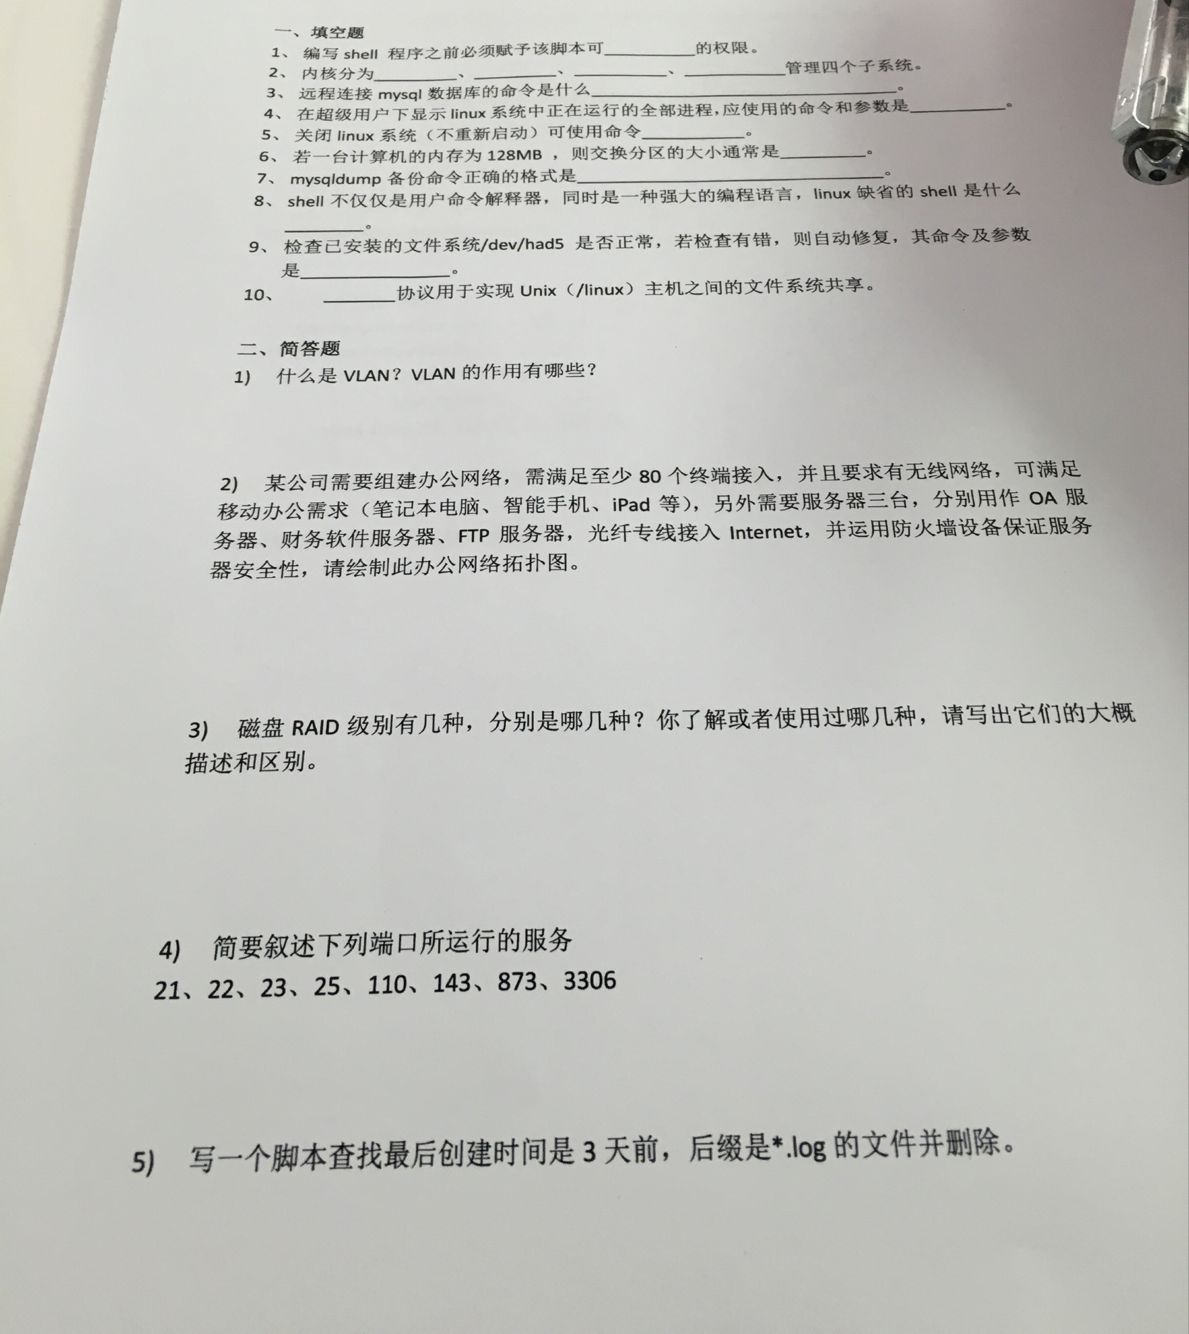 一、填空题
1、 编写 shell 程序之前必须赋予该脚本可_________的权限。
2、 内核分为_________、_________、_________、__________管理四个子系统。
3、 远程连接 mysql 数据库的命令是什么______________________________。
4、 在超级用户下显示 linux 系统中正在运行的全部进程,应使用的命令和参数是_________。
5、 关闭 linux 系统（不重新启动）可使用命令__________。
6、 若一台计算机的内存为 128MB ，则交换分区的大小通常是_________。
7、 mysqldump 备份命令正确的格式是______________________________。
8、 shell 不仅仅是用户命令解释器，同时是一种强大的编程语言，linux 缺省的 shell 是什么
________。
9、 检查已安装的文件系统/dev/had5 是否正常，若检查有错，则自动修复，其命令及参数
是_______________。
10、 _______协议用于实现 Unix（/linux）主机之间的文件系统共享。
二、简答题
1) 什么是 VLAN？VLAN 的作用有哪些？
2) 某公司需要组建办公网络，需满足至少 80 个终端接入，并且要求有无线网络，可满足
移动办公需求（笔记本电脑、智能手机、iPad 等），另外需要服务器三台，分别用作 OA 服
务器、财务软件服务器、FTP 服务器，光纤专线接入 Internet，并运用防火墙设备保证服务
器安全性，请绘制此办公网络拓扑图。
3) 磁盘 RAID 级别有几种，分别是哪几种？你了解或者使用过哪几种，请写出它们的大概
描述和区别。
4) 简要叙述下列端口所运行的服务
21、22、23、25、110、143、873、3306
5) 写一个脚本查找最后创建时间是 3 天前，后缀是*.log 的文件并删除。